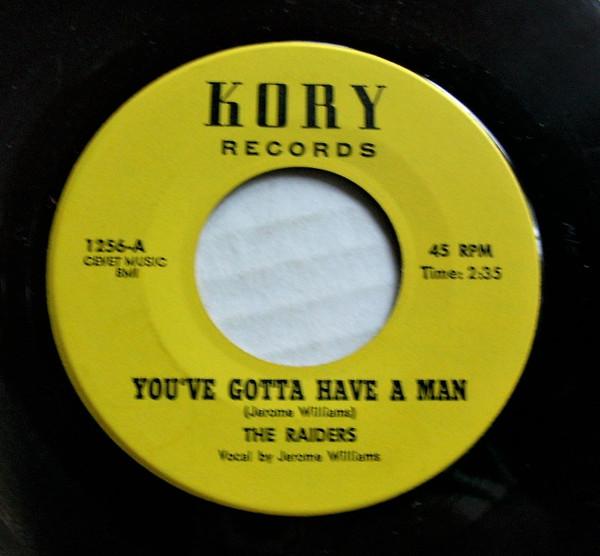 KORY
RECORDS
1256-A
CENET MUSIC
BMI
45 RPM
Time: 2:35
YOU'VE GOTTA HAVE A MAN
(Jerome Williams)
THE RAIDERS
Vocal by Jerome Williams